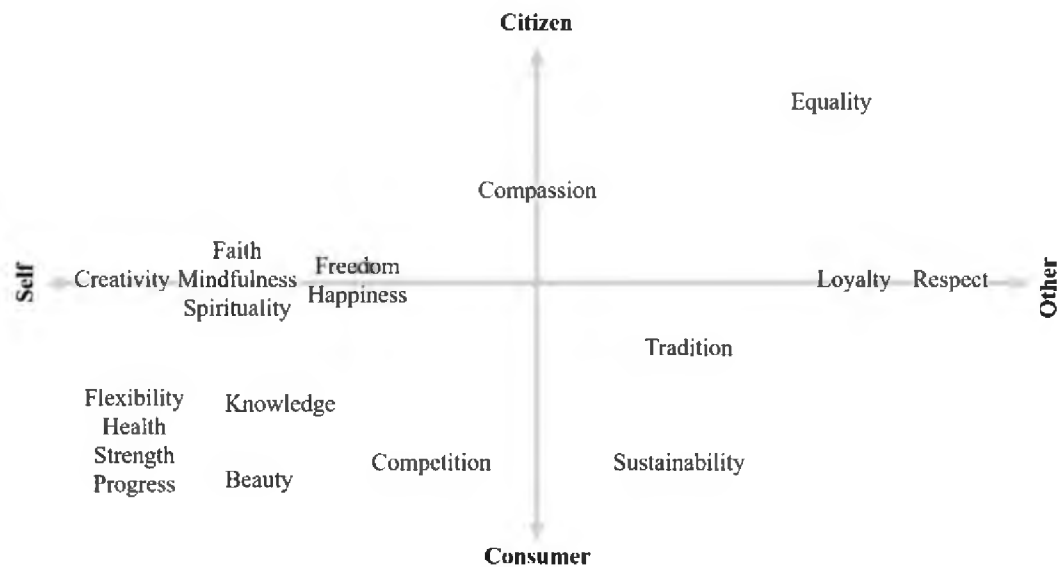 Citizen
Equality
Compassion
Self
Creativity
Faith
Mindfulness
Spirituality
Freedom
Happiness
Loyalty
Respect
Other
Tradition
Flexibility
Health
Strength
Progress
Knowledge
Beauty
Competition
Sustainability
Consumer